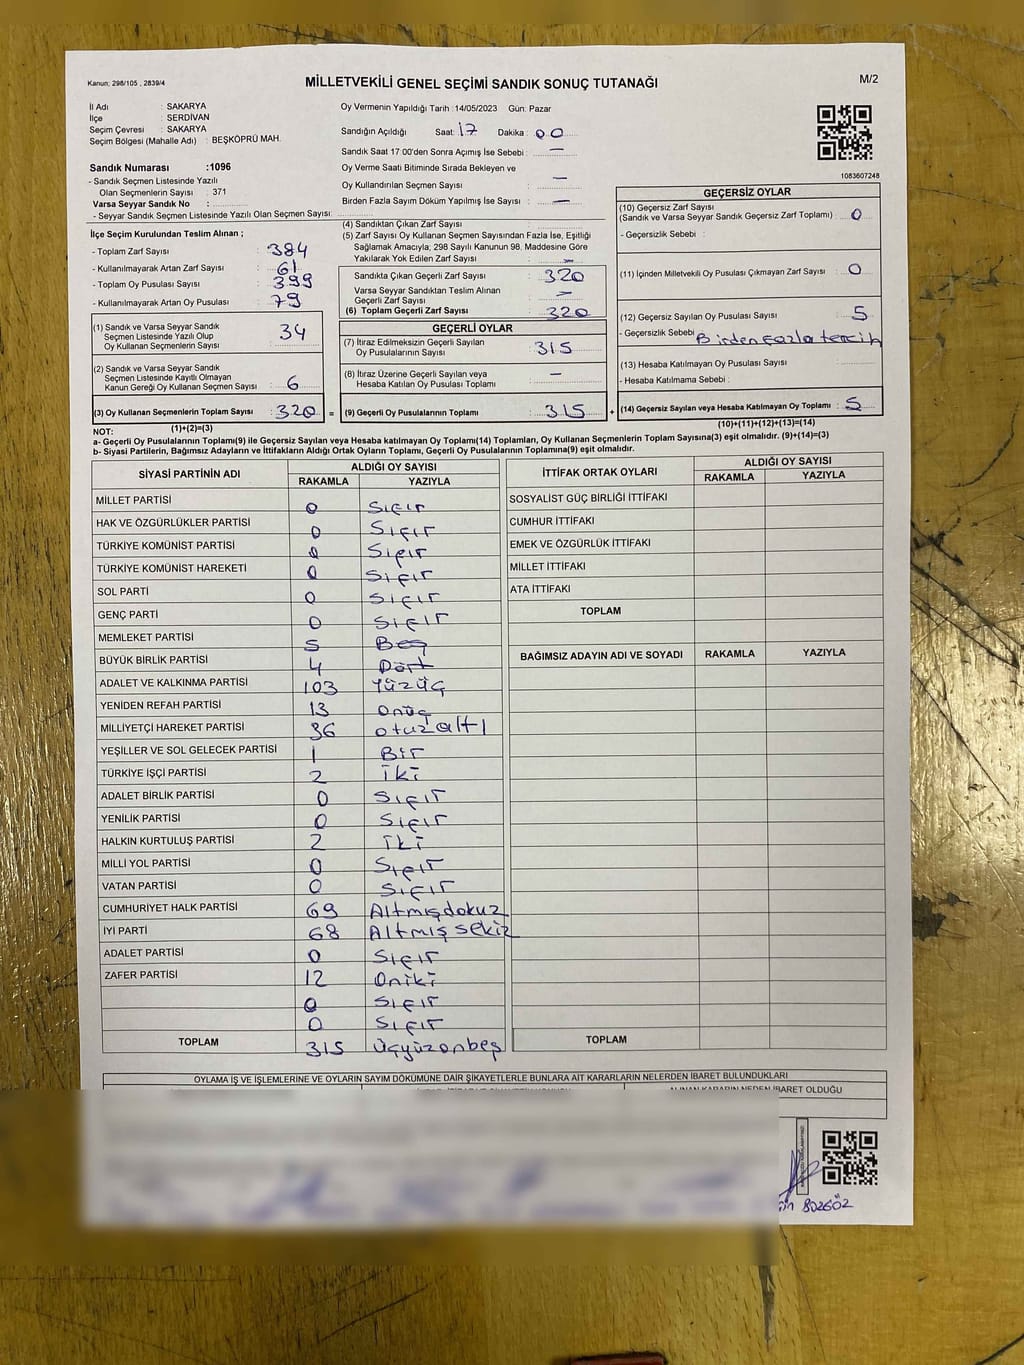 Kanun: 298/105 , 2839/4
MİLLETVEKİLİ GENEL SEÇİMİ SANDIK SONUÇ TUTANAĞI
M/2
İl Adı : SAKARYA
İlçe : SERDİVAN
Seçim Çevresi : SAKARYA
Seçim Bölgesi (Mahalle Adı) : BEŞKÖPRÜ MAH.
Sandık Numarası :1096
- Sandık Seçmen Listesinde Yazılı
Olan Seçmenlerin Sayısı : 371
Varsa Seyyar Sandık No :
- Seyyar Sandık Seçmen Listesinde Yazılı Olan Seçmen Sayısı:
Oy Vermenin Yapıldığı Tarih :14/05/2023 Gün: Pazar
Sandığın Açıldığı Saat: 17 Dakika : 00
Sandık Saat 17:00'den Sonra Açımış İse Sebebi : —
Oy Verme Saati Bitiminde Sırada Bekleyen ve
Oy Kullandırılan Seçmen Sayısı : —
Birden Fazla Sayım Döküm Yapılmış İse Sayısı : —
1083607248
İlçe Seçim Kurulundan Teslim Alınan ;
- Toplam Zarf Sayısı : 384
- Kullanılmayarak Artan Zarf Sayısı : 61
- Toplam Oy Pusulası Sayısı : 399
- Kullanılmayarak Artan Oy Pusulası : 79
(1) Sandık ve Varsa Seyyar Sandık
Seçmen Listesinde Yazılı Olup
Oy Kullanan Seçmenlerin Sayısı : 34
(2) Sandık ve Varsa Seyyar Sandık
Seçmen Listesinde Kayıtlı Olmayan
Kanun Gereği Oy Kullanan Seçmen Sayısı : 6
(3) Oy Kullanan Seçmenlerin Toplam Sayısı : 320 =
(1)+(2)=(3)
(4) Sandıktan Çıkan Zarf Sayısı :
(5) Zarf Sayısı Oy Kullanan Seçmen Sayısından Fazla İse, Eşitliği
Sağlamak Amacıyla; 298 Sayılı Kanunun 98. Maddesine Göre
Yakılarak Yok Edilen Zarf Sayısı : —
Sandıkta Çıkan Geçerli Zarf Sayısı : 320
Varsa Seyyar Sandıktan Teslim Alınan
Geçerli Zarf Sayısı : —
(6) Toplam Geçerli Zarf Sayısı : 320
GEÇERLİ OYLAR
(7) İtiraz Edilmeksizin Geçerli Sayılan
Oy Pusulalarının Sayısı : 315
(8) İtiraz Üzerine Geçerli Sayılan veya
Hesaba Katılan Oy Pusulası Toplamı : —
(9) Geçerli Oy Pusulalarının Toplamı : 315 +
GEÇERSİZ OYLAR
(10) Geçersiz Zarf Sayısı
(Sandık ve Varsa Seyyar Sandık Geçersiz Zarf Toplamı) : 0
- Geçersizlik Sebebi :
(11) İçinden Milletvekili Oy Pusulası Çıkmayan Zarf Sayısı : 0
(12) Geçersiz Sayılan Oy Pusulası Sayısı : 5
- Geçersizlik Sebebi : Birden fazla tercih
(13) Hesaba Katılmayan Oy Pusulası Sayısı :
- Hesaba Katılmama Sebebi :
(14) Geçersiz Sayılan veya Hesaba Katılmayan Oy Toplamı : 5
(10)+(11)+(12)+(13)=(14)
NOT:
a- Geçerli Oy Pusulalarının Toplamı(9) ile Geçersiz Sayılan veya Hesaba katılmayan Oy Toplamı(14) Toplamları, Oy Kullanan Seçmenlerin Toplam Sayısına(3) eşit olmalıdır. (9)+(14)=(3)
b- Siyasi Partilerin, Bağımsız Adayların ve İttifakların Aldığı Ortak Oyların Toplamı, Geçerli Oy Pusulalarının Toplamına(9) eşit olmalıdır.
SİYASİ PARTİNİN ADI
ALDIĞI OY SAYISI
RAKAMLA YAZIYLA
MİLLET PARTİSİ 0 Sıfır
HAK VE ÖZGÜRLÜKLER PARTİSİ 0 Sıfır
TÜRKİYE KOMÜNİST PARTİSİ 0 Sıfır
TÜRKİYE KOMÜNİST HAREKETİ 0 Sıfır
SOL PARTİ 0 Sıfır
GENÇ PARTİ 0 Sıfır
MEMLEKET PARTİSİ 5 Beş
BÜYÜK BİRLİK PARTİSİ 4 Dört
ADALET VE KALKINMA PARTİSİ 103 Yüzüç
YENİDEN REFAH PARTİSİ 13 onüç
MİLLİYETÇİ HAREKET PARTİSİ 36 otuzaltı
YEŞİLLER VE SOL GELECEK PARTİSİ 1 Bir
TÜRKİYE İŞÇİ PARTİSİ 2 iki
ADALET BİRLİK PARTİSİ 0 Sıfır
YENİLİK PARTİSİ 0 Sıfır
HALKIN KURTULUŞ PARTİSİ 2 iki
MİLLİ YOL PARTİSİ 0 Sıfır
VATAN PARTİSİ 0 Sıfır
CUMHURİYET HALK PARTİSİ 69 Altmışdokuz
İYİ PARTİ 68 Altmış sekiz
ADALET PARTİSİ 0 Sıfır
ZAFER PARTİSİ 12 Oniki
0 Sıfır
0 Sıfır
TOPLAM 315 üçyüzonbeş
İTTİFAK ORTAK OYLARI
ALDIĞI OY SAYISI
RAKAMLA YAZIYLA
SOSYALİST GÜÇ BİRLİĞİ İTTİFAKI
CUMHUR İTTİFAKI
EMEK VE ÖZGÜRLÜK İTTİFAKI
MİLLET İTTİFAKI
ATA İTTİFAKI
TOPLAM
BAĞIMSIZ ADAYIN ADI VE SOYADI RAKAMLA YAZIYLA
TOPLAM
OYLAMA İŞ VE İŞLEMLERİNE VE OYLARIN SAYIM DÖKÜMÜNE DAİR ŞİKAYETLERLE BUNLARA AİT KARARLARIN NELERDEN İBARET BULUNDUKLARI
ALINAN KARARIN NEDEN İBARET OLDUĞU